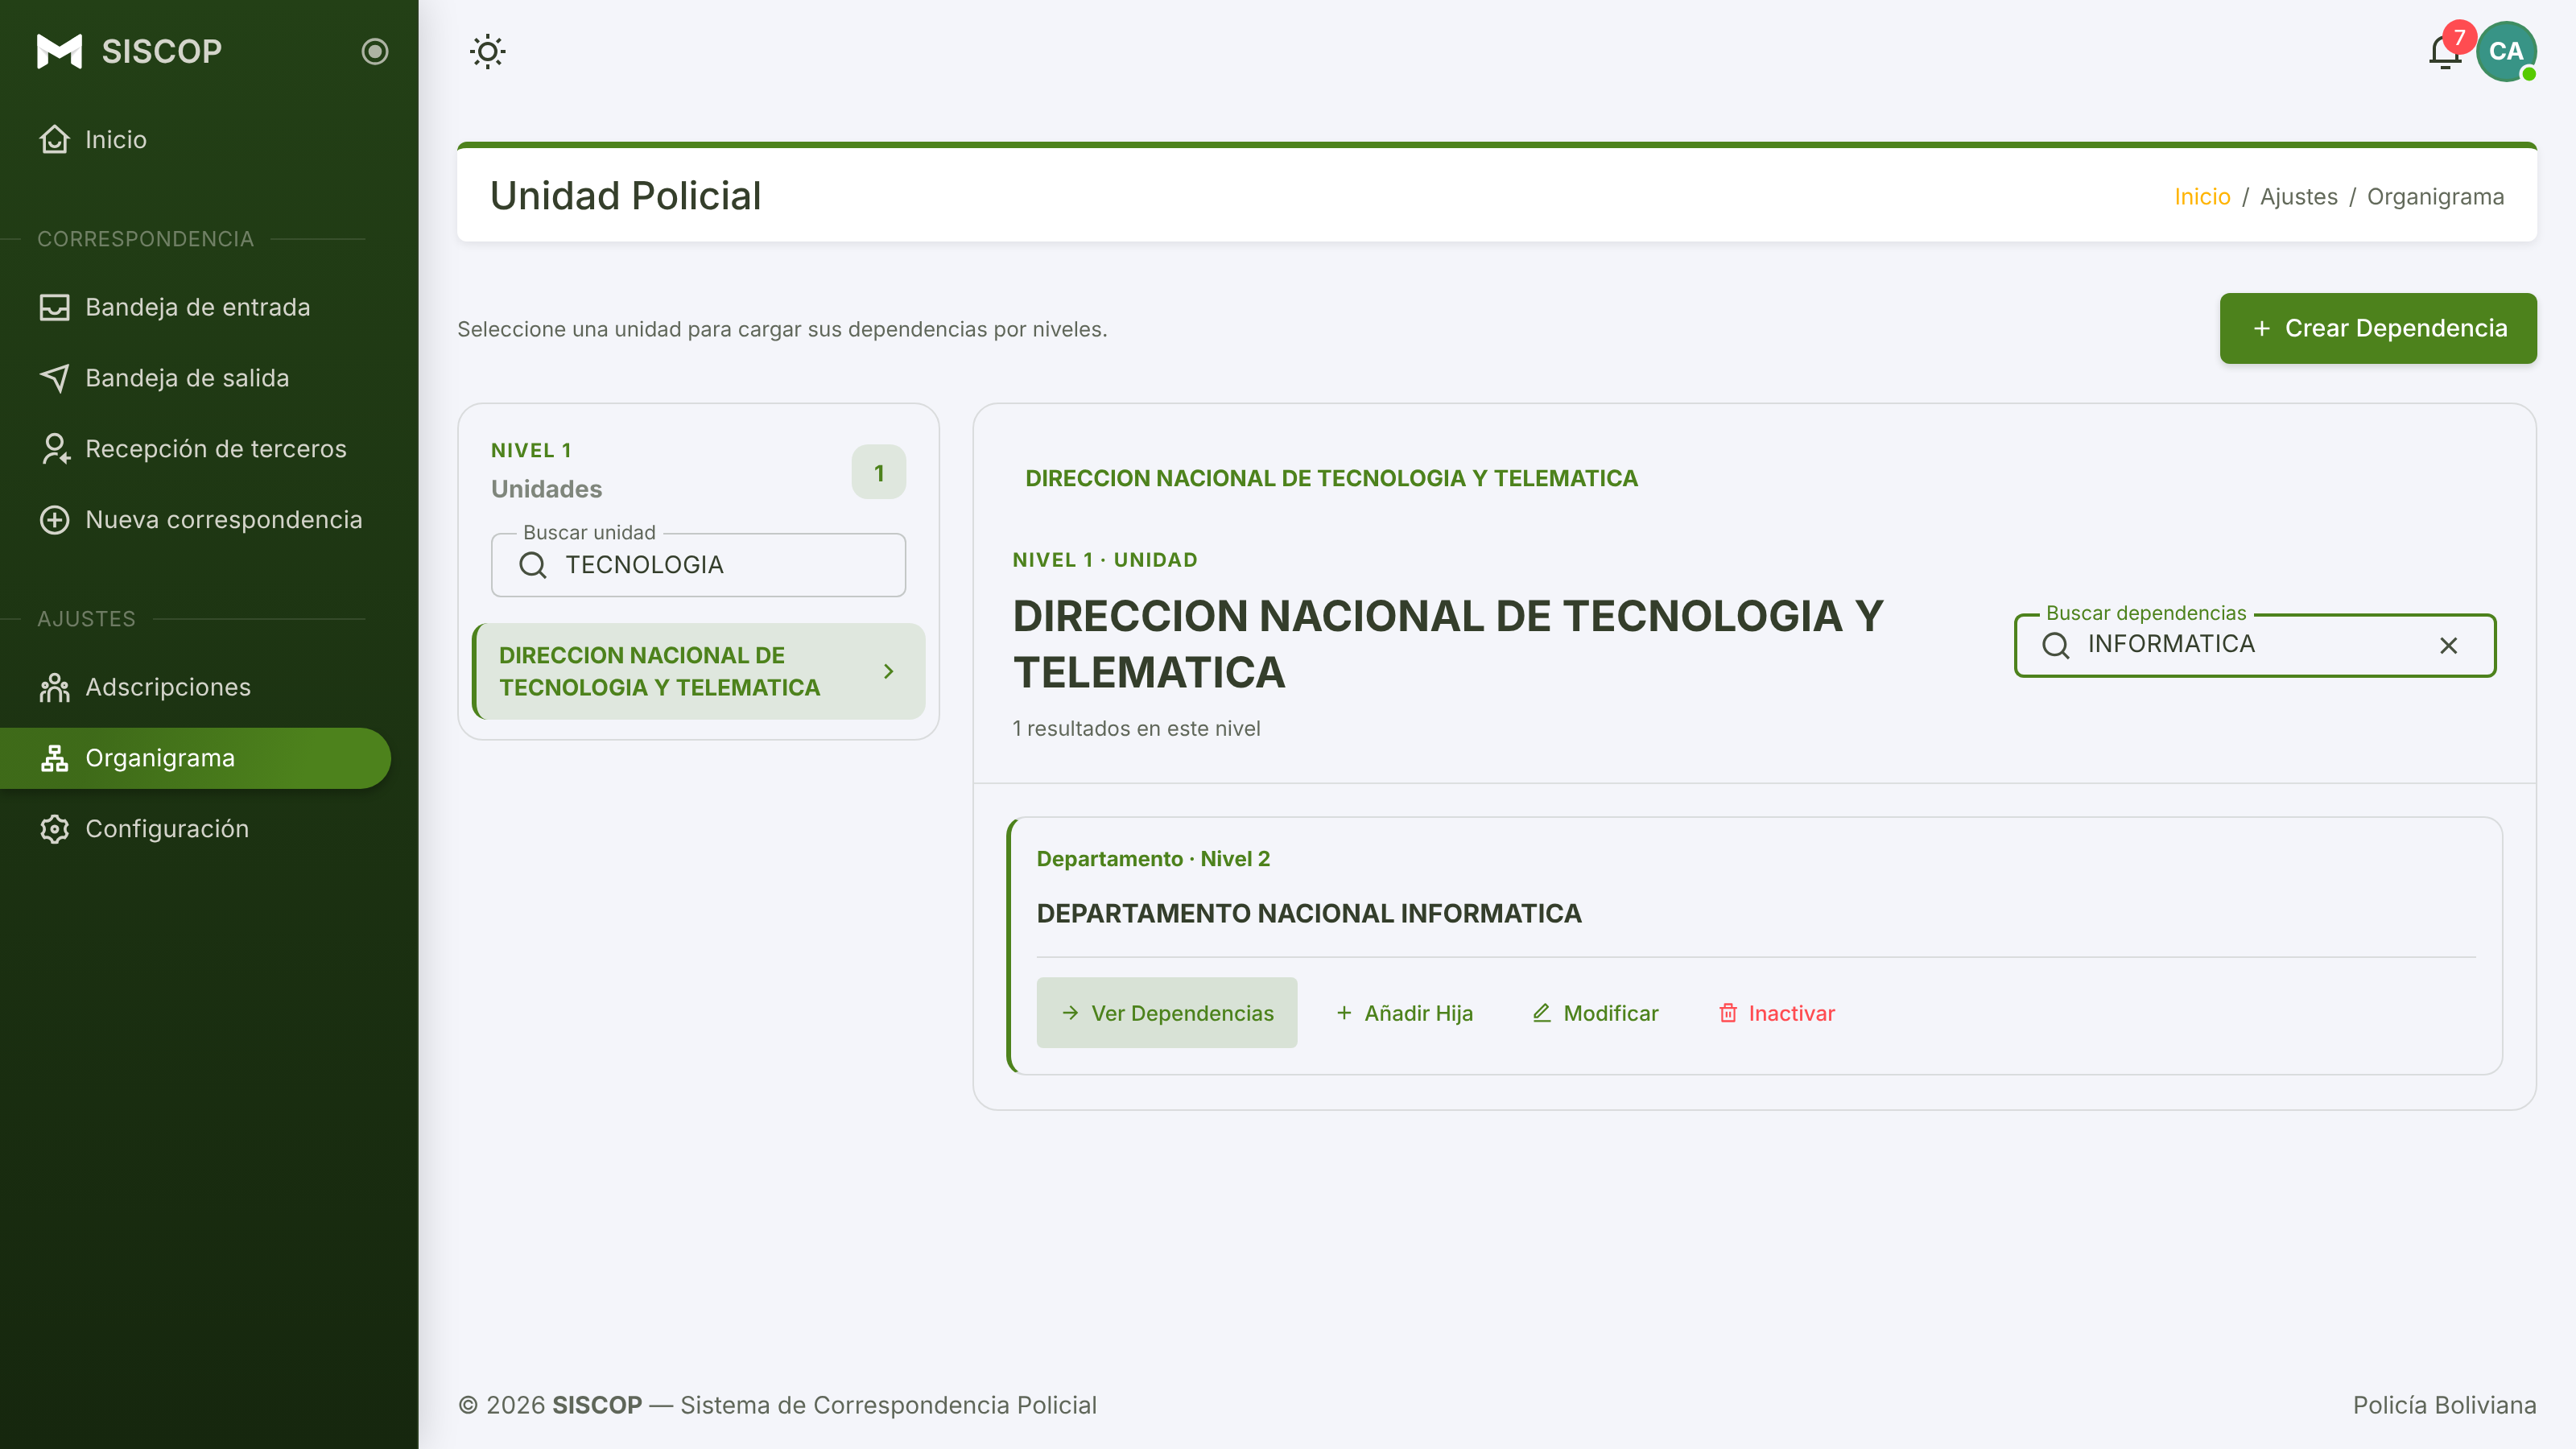 SISCOP
Inicio
CORRESPONDENCIA
Bandeja de entrada
Bandeja de salida
Recepción de terceros
Nueva correspondencia
AJUSTES
Adscripciones
Organigrama
Configuración
7
CA
Unidad Policial
Inicio / Ajustes / Organigrama
Seleccione una unidad para cargar sus dependencias por niveles.
+ Crear Dependencia
NIVEL 1
Unidades
1
Buscar unidad
TECNOLOGIA
DIRECCION NACIONAL DE
TECNOLOGIA Y TELEMATICA
DIRECCION NACIONAL DE TECNOLOGIA Y TELEMATICA
NIVEL 1 · UNIDAD
DIRECCION NACIONAL DE TECNOLOGIA Y
TELEMATICA
1 resultados en este nivel
Buscar dependencias
INFORMATICA
Departamento · Nivel 2
DEPARTAMENTO NACIONAL INFORMATICA
Ver Dependencias
+ Añadir Hija
Modificar
Inactivar
© 2026 SISCOP — Sistema de Correspondencia Policial
Policía Boliviana